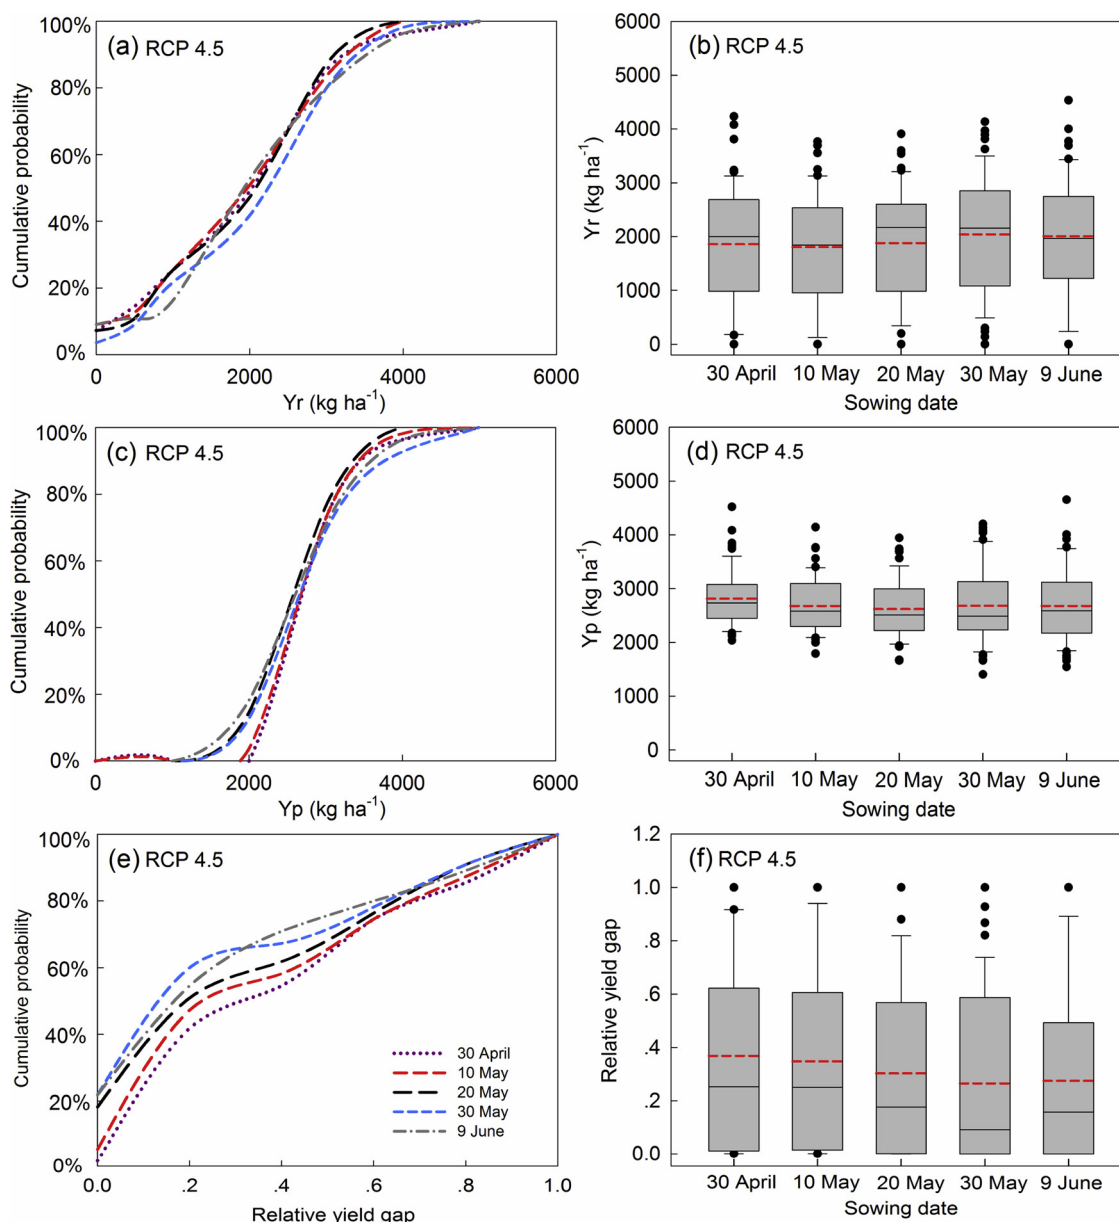 (a) RCP 4.5
Cumulative probability
100%
80%
60%
40%
20%
0%
0 2000 4000 6000
Yr (kg ha⁻¹)
(b) RCP 4.5
Yr (kg ha⁻¹)
6000
5000
4000
3000
2000
1000
0
30 April 10 May 20 May 30 May 9 June
Sowing date
(c) RCP 4.5
Cumulative probability
100%
80%
60%
40%
20%
0%
0 2000 4000 6000
Yp (kg ha⁻¹)
(d) RCP 4.5
Yp (kg ha⁻¹)
6000
5000
4000
3000
2000
1000
0
30 April 10 May 20 May 30 May 9 June
Sowing date
(e) RCP 4.5
Cumulative probability
100%
80%
60%
40%
20%
0%
30 April
10 May
20 May
30 May
9 June
0.0 .2 .4 .6 .8 1.0
Relative yield gap
(f) RCP 4.5
Relative yield gap
1.2
1.0
.8
.6
.4
.2
0.0
30 April 10 May 20 May 30 May 9 June
Sowing date